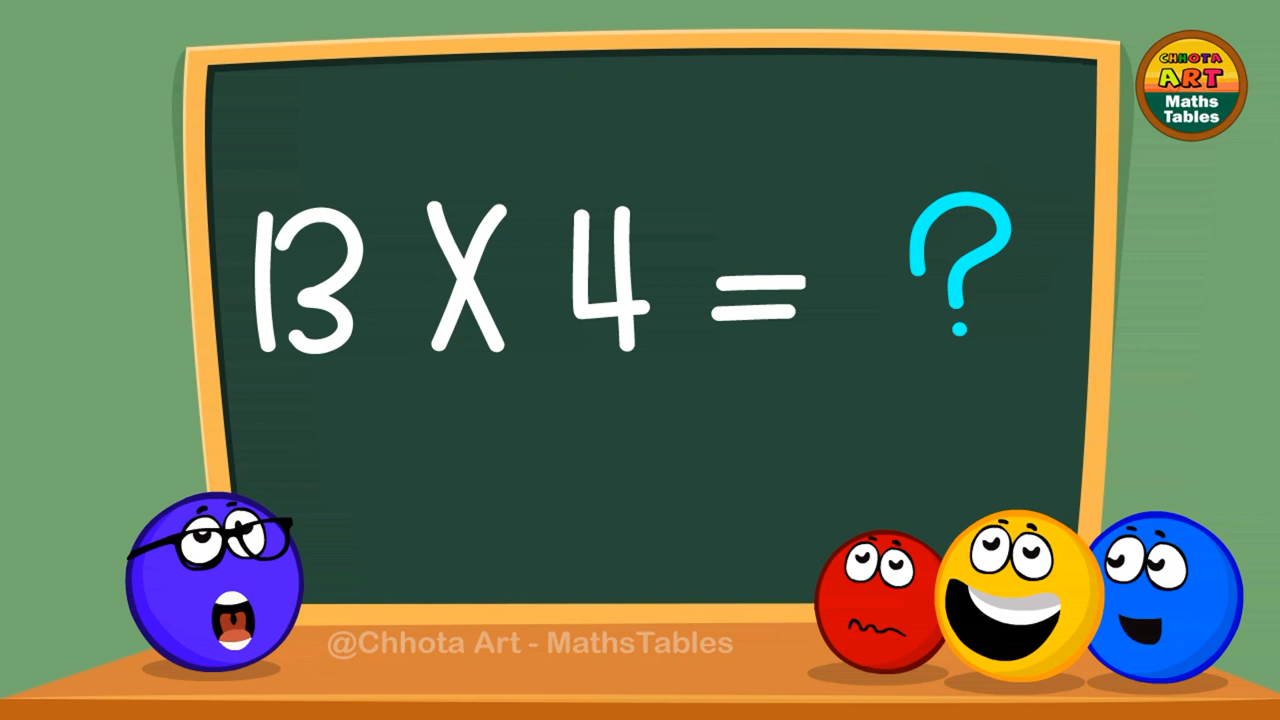 CHHOTA
ART
Maths
Tables
13 X 4 = ?
@Chhota Art - MathsTables